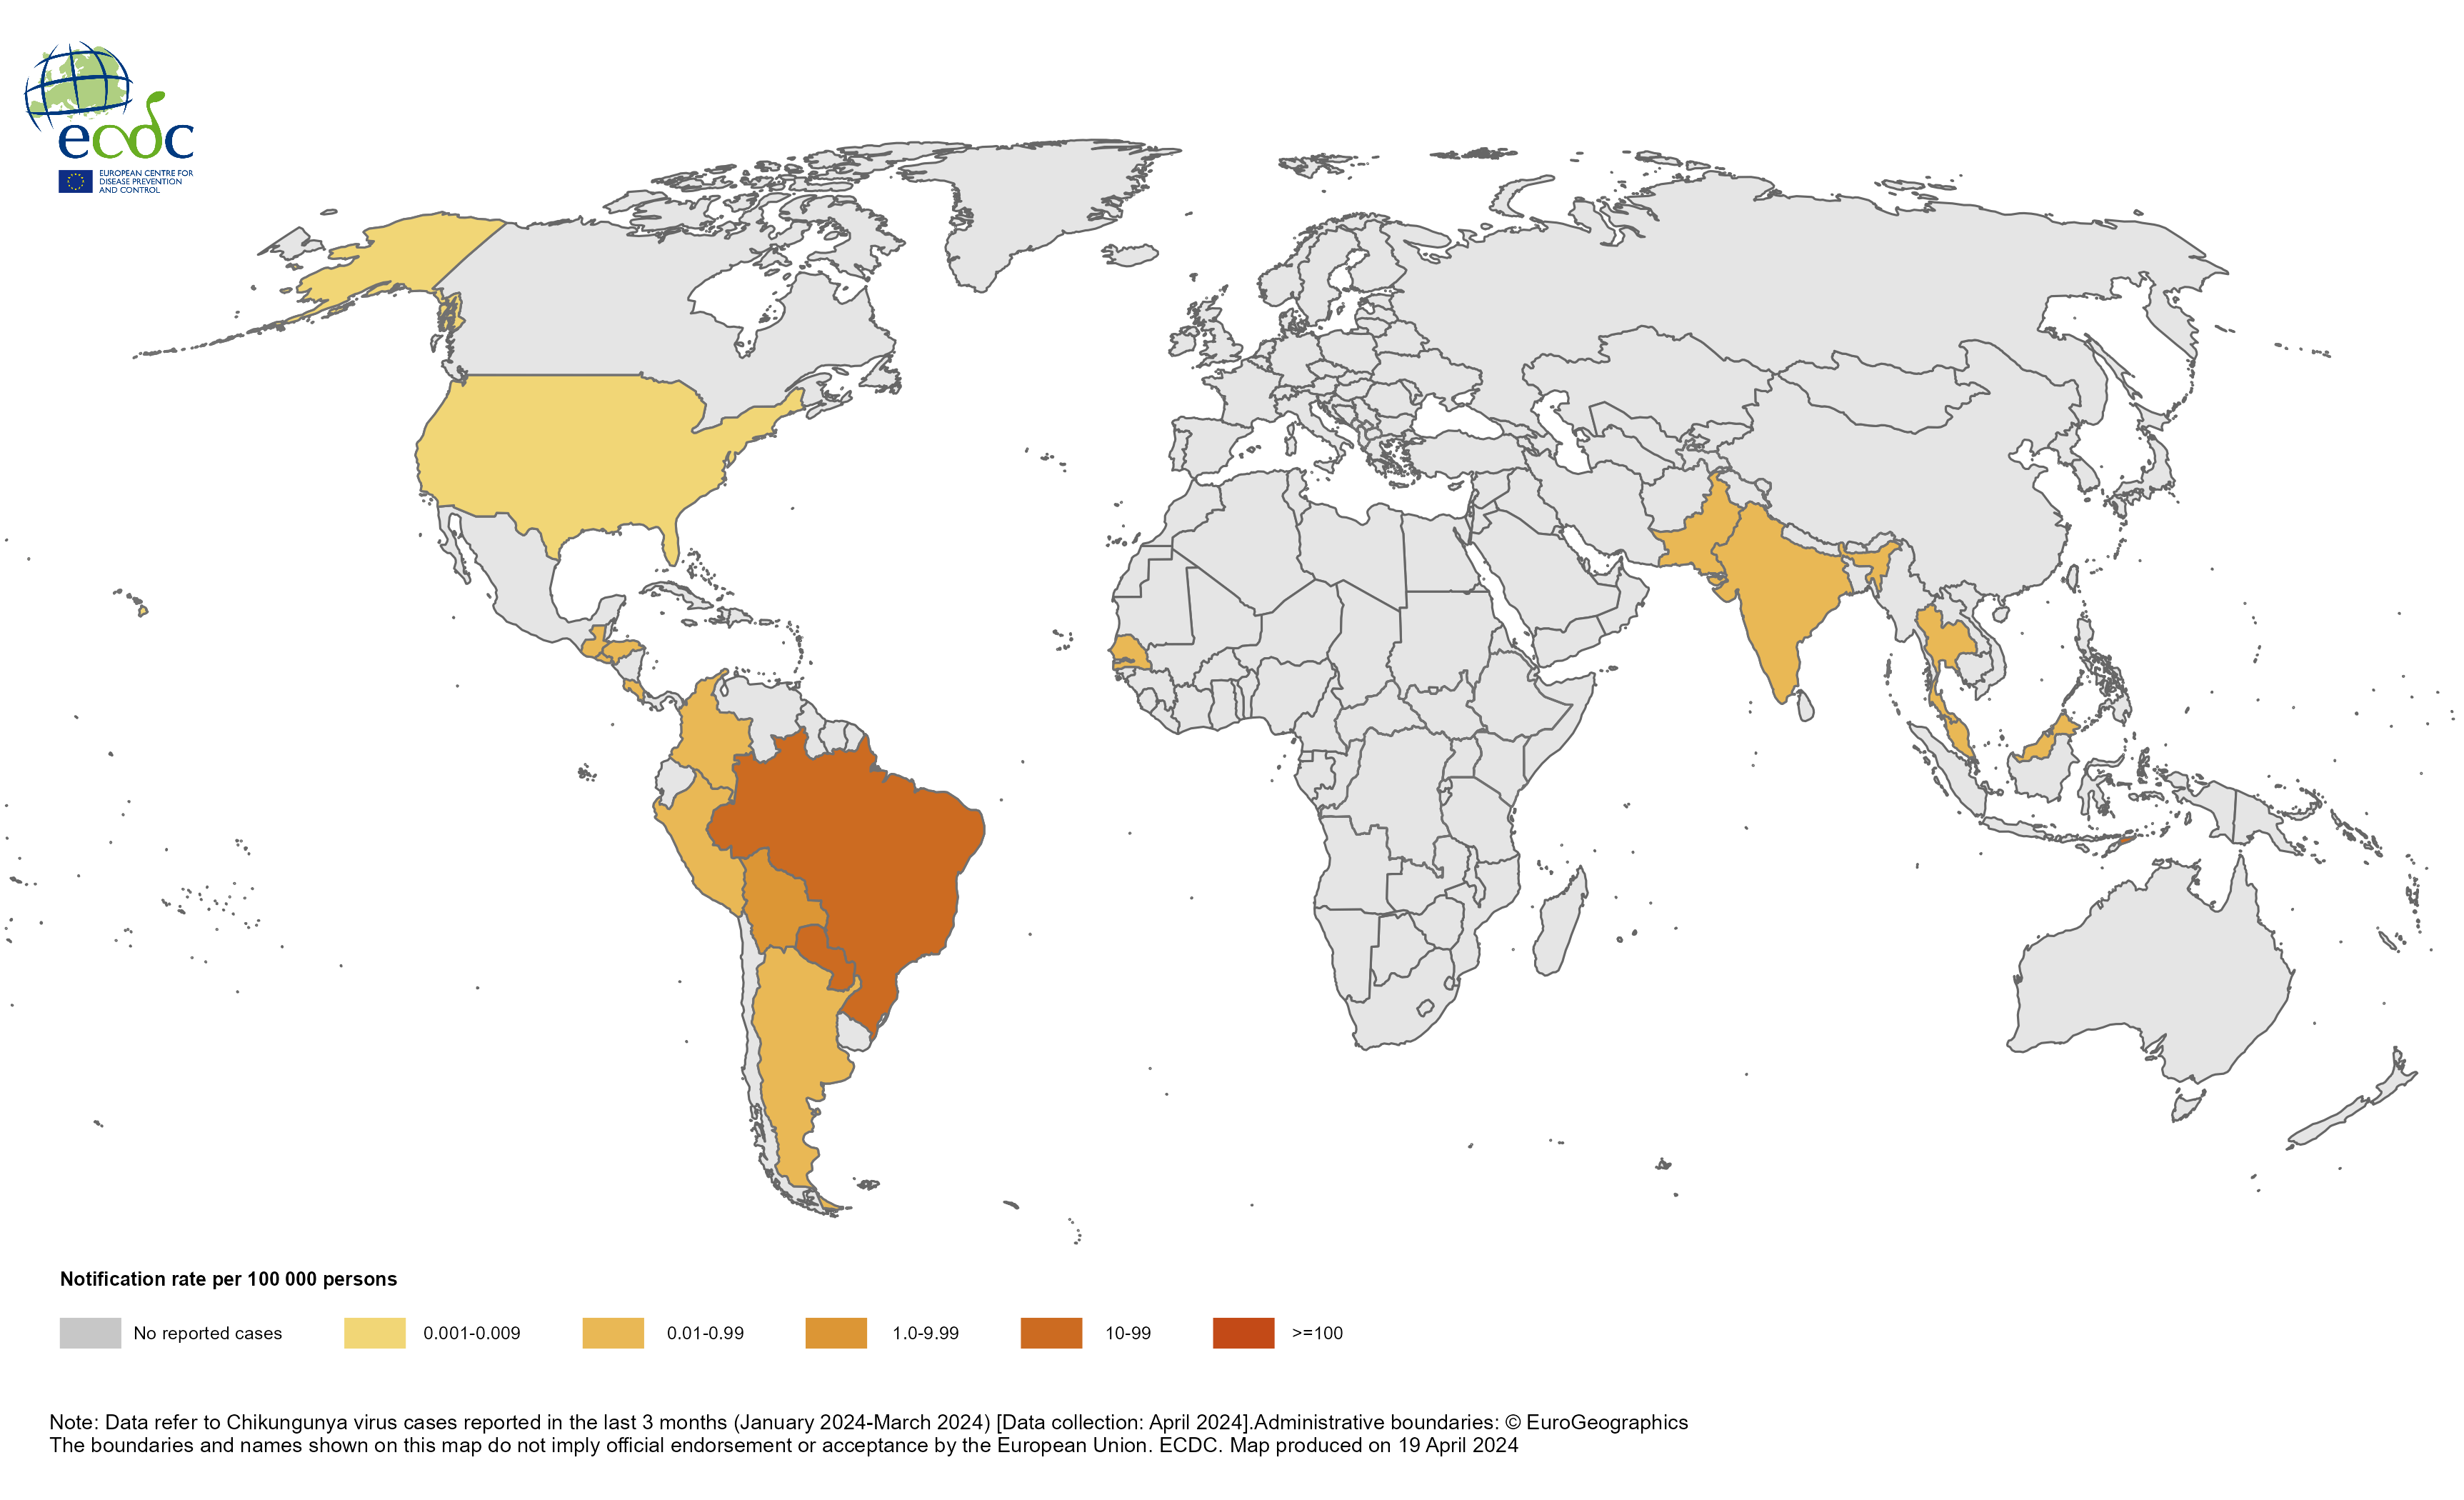 ecdc
EUROPEAN CENTRE FOR
DISEASE PREVENTION
AND CONTROL
Notification rate per 100 000 persons
No reported cases
0.001-0.009
0.01-0.99
1.0-9.99
10-99
>=100
Note: Data refer to Chikungunya virus cases reported in the last 3 months (January 2024-March 2024) [Data collection: April 2024].Administrative boundaries: © EuroGeographics
The boundaries and names shown on this map do not imply official endorsement or acceptance by the European Union. ECDC. Map produced on 19 April 2024